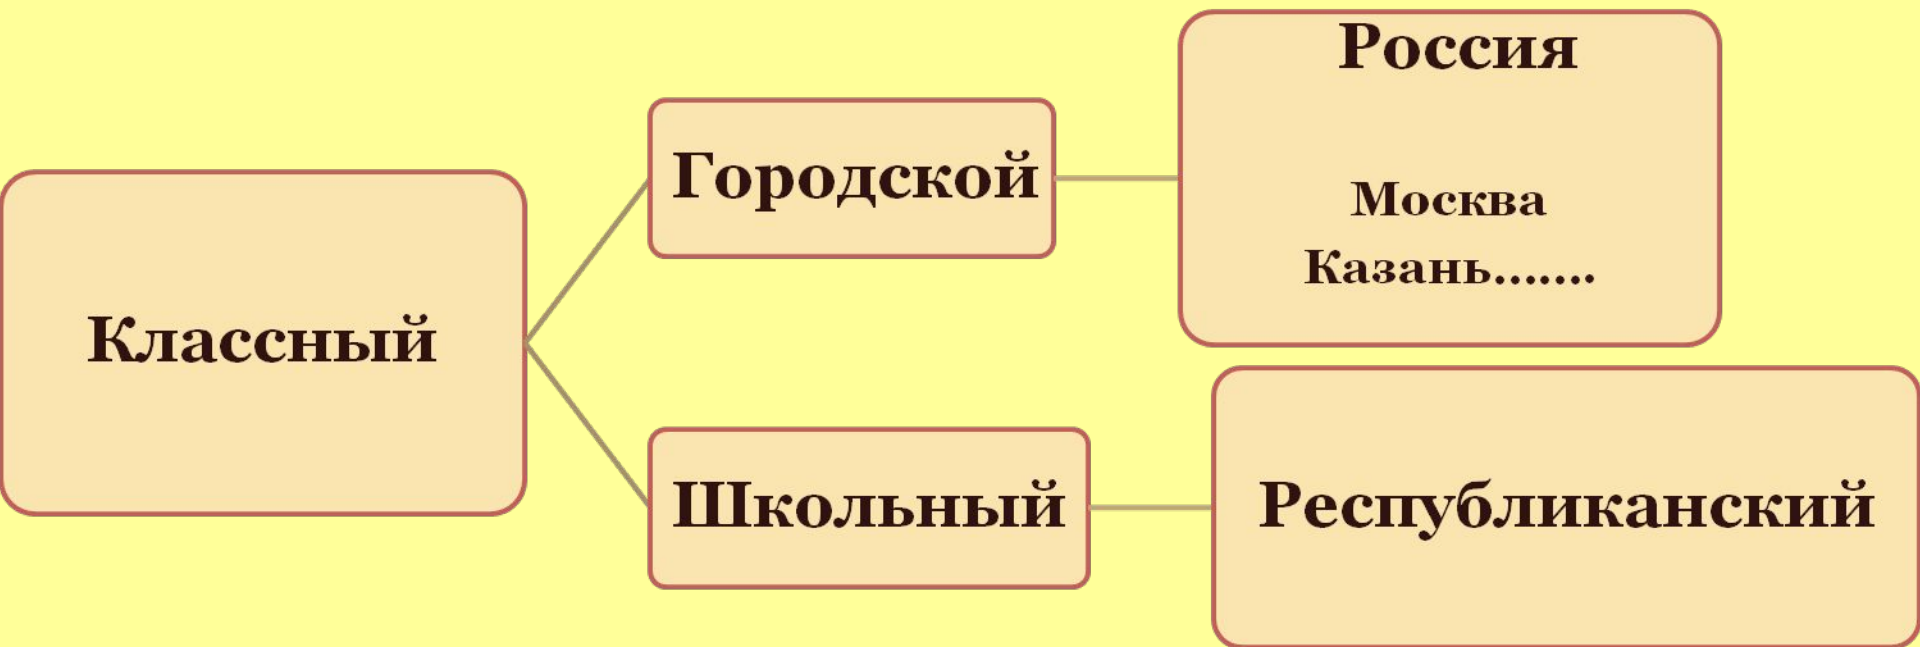 Классный
Городской
Россия
Москва
Казань.......
Школьный
Республиканский